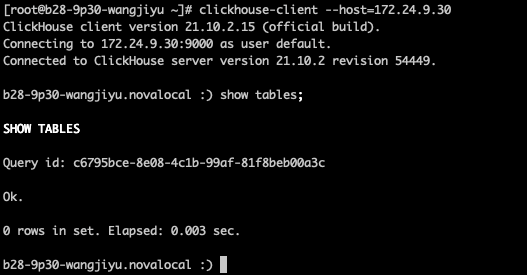 [root@b28-9p30-wangjiyu ~]# clickhouse-client --host=172.24.9.30
ClickHouse client version 21.10.2.15 (official build).
Connecting to 172.24.9.30:9000 as user default.
Connected to ClickHouse server version 21.10.2 revision 54449.
b28-9p30-wangjiyu.novalocal :) show tables;
SHOW TABLES
Query id: c6795bce-8e08-4c1b-99af-81f8beb00a3c
Ok.
0 rows in set. Elapsed: 0.003 sec.
b28-9p30-wangjiyu.novalocal :)